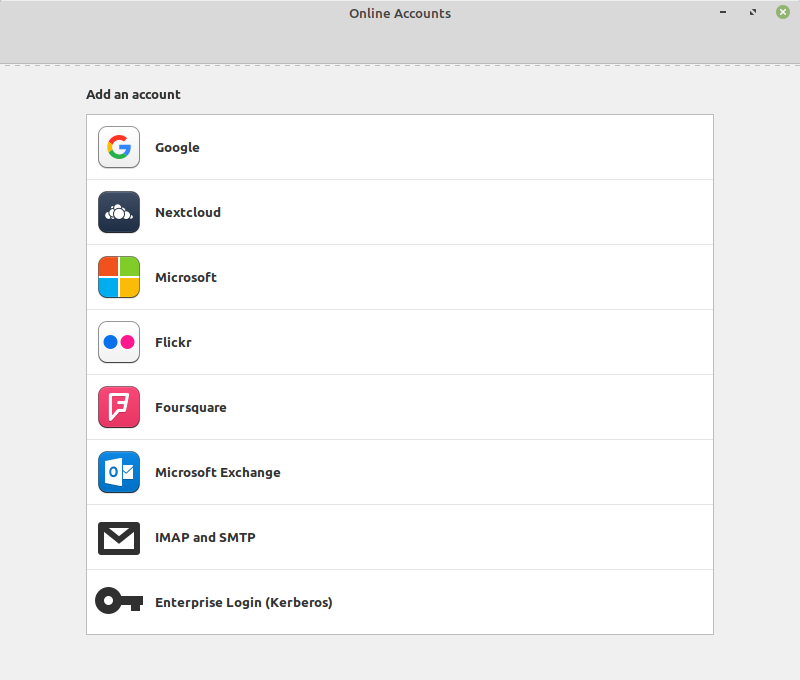 Online Accounts
Add an account
Google
Nextcloud
Microsoft
Flickr
Foursquare
Microsoft Exchange
IMAP and SMTP
Enterprise Login (Kerberos)